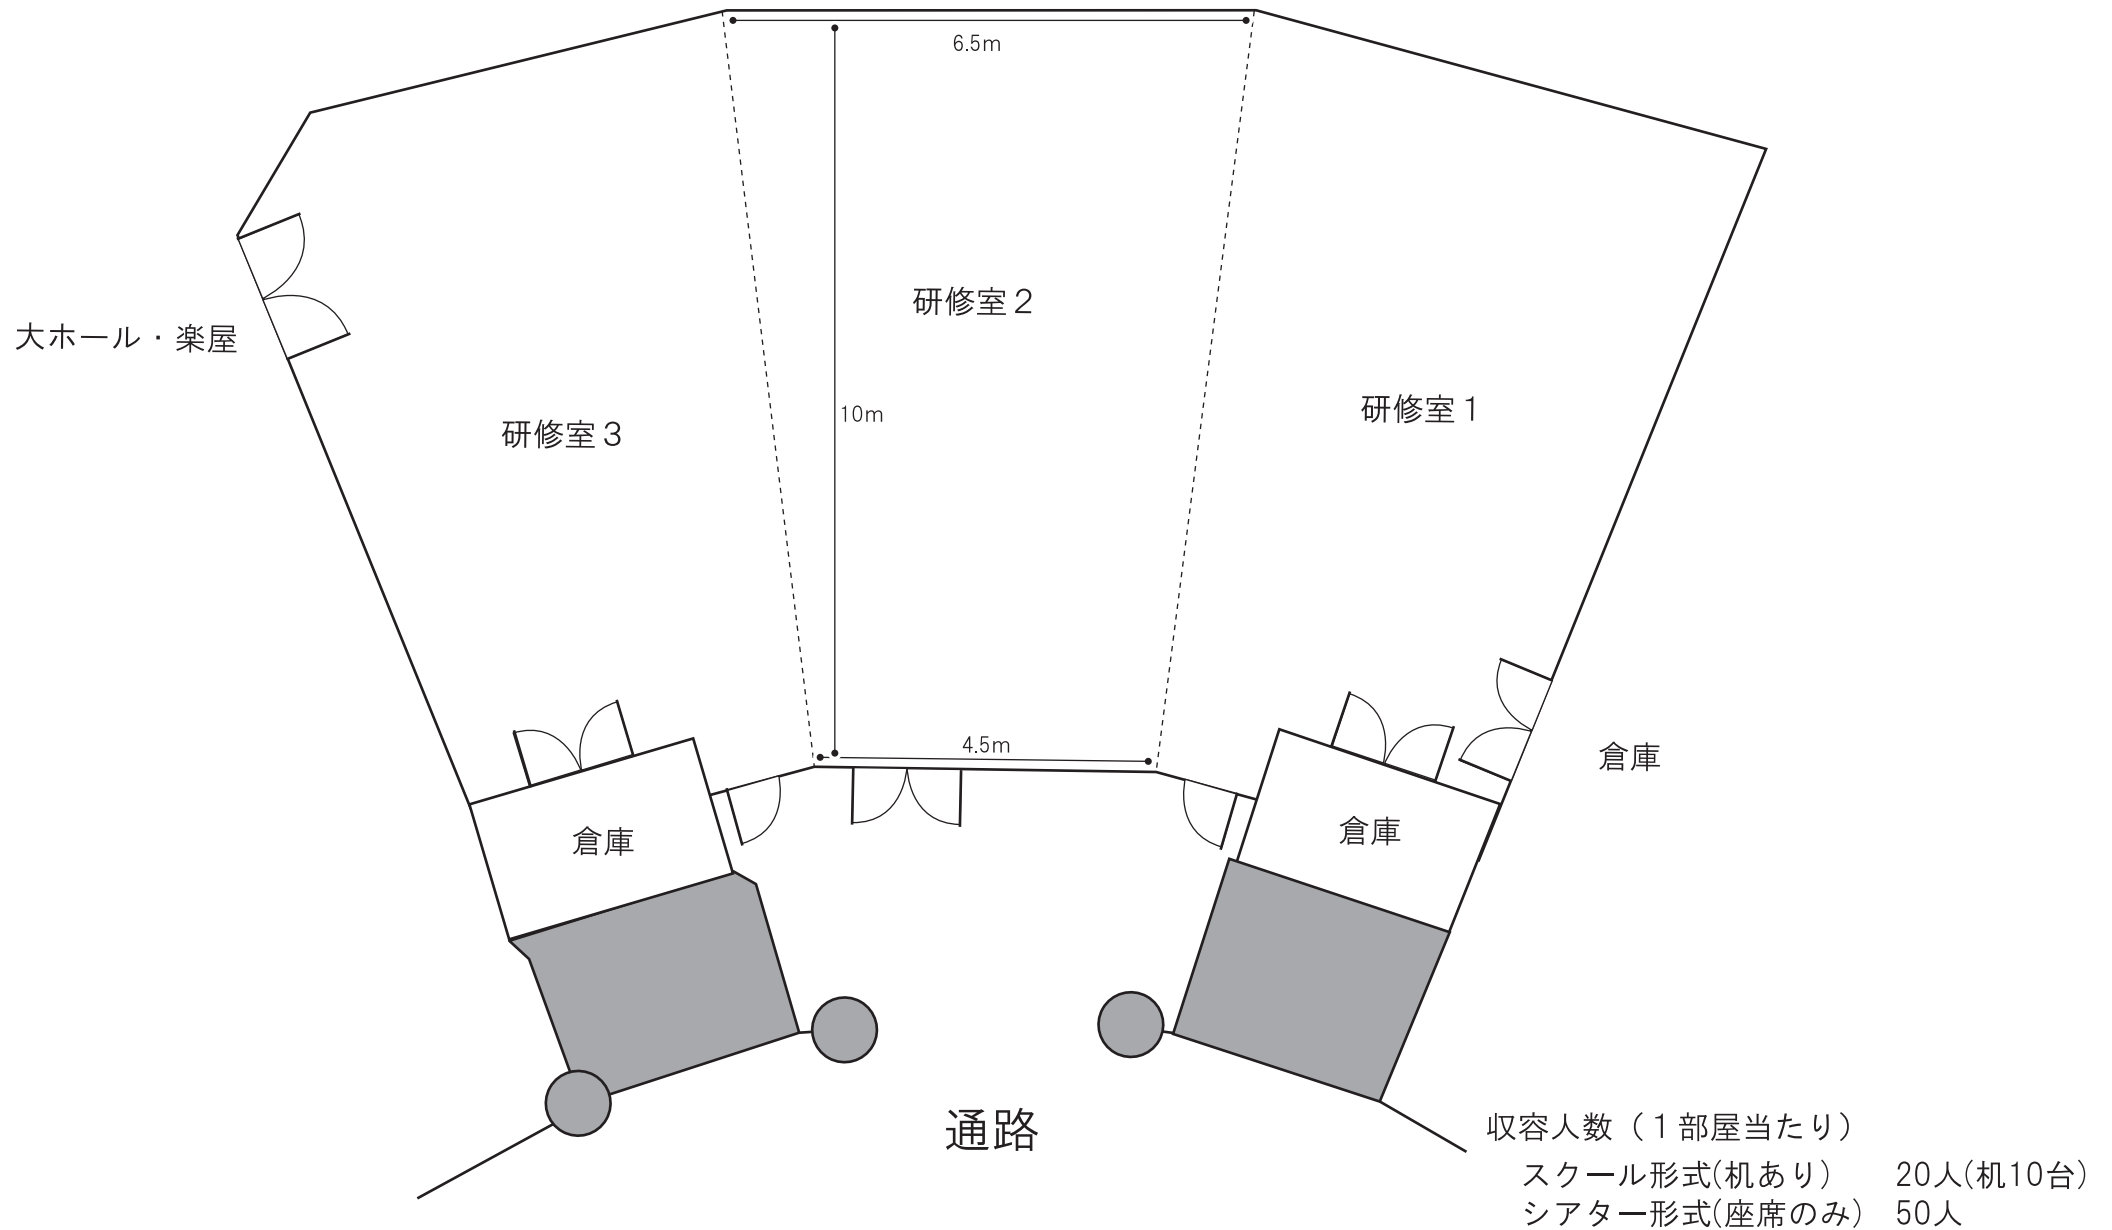 6.5m
研修室２
大ホール・楽屋
10m
研修室１
研修室３
4.5m
倉庫
倉庫
倉庫
通路
収容人数（１部屋当たり）
スクール形式(机あり)　20人(机10台)
シアター形式(座席のみ)　50人